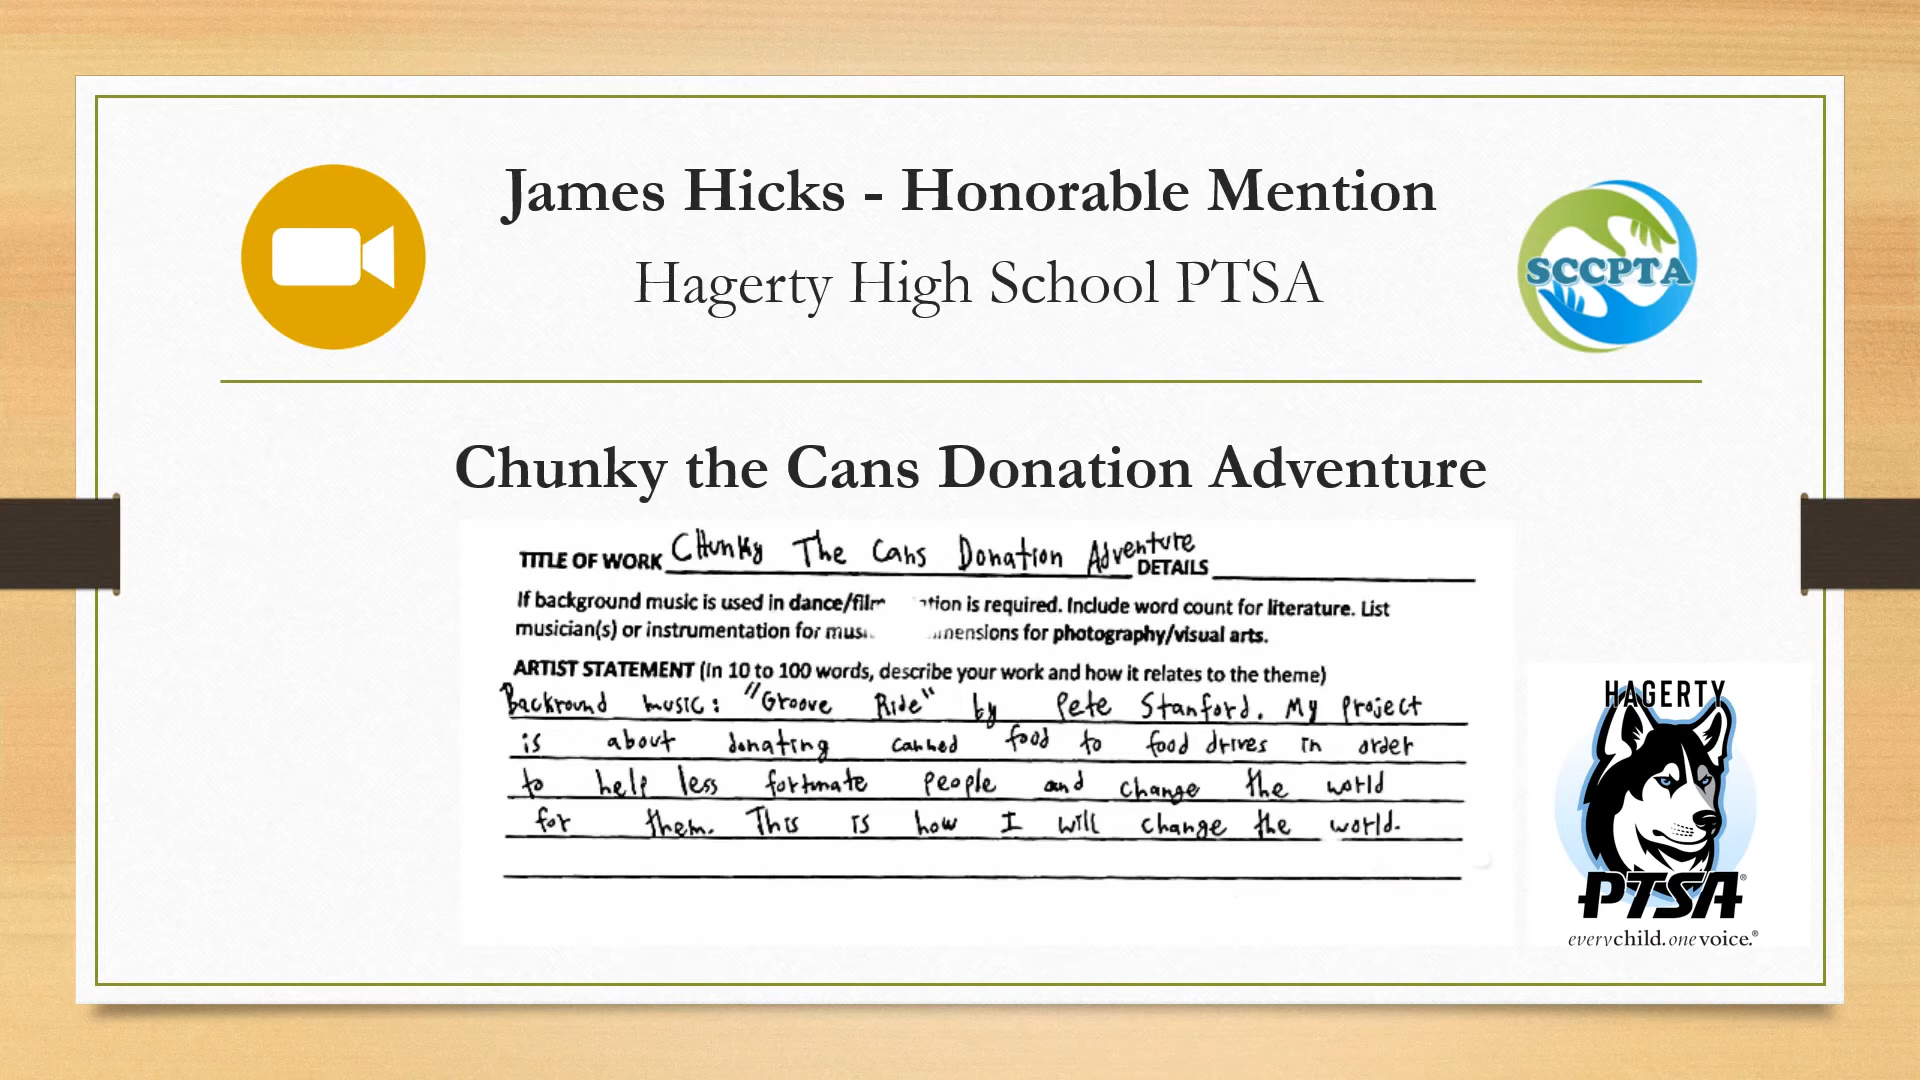 James Hicks - Honorable Mention
Hagerty High School PTSA
SCCPTA
Chunky the Cans Donation Adventure
TITLE OF WORK Chunky The Cans Donation Adventure DETAILS
If background music is used in dance/film tion is required. Include word count for literature. List
musician(s) or instrumentation for musi mensions for photography/visual arts.
ARTIST STATEMENT (In 10 to 100 words, describe your work and how it relates to the theme)
Backround music: "Groove Ride" by Pete Stanford. My project
is about donating canned food to food drives in order
to help less fortunate people and change the world
for them. This is how I will change the world.
HAGERTY
PTSA®
everychild.onevoice.®